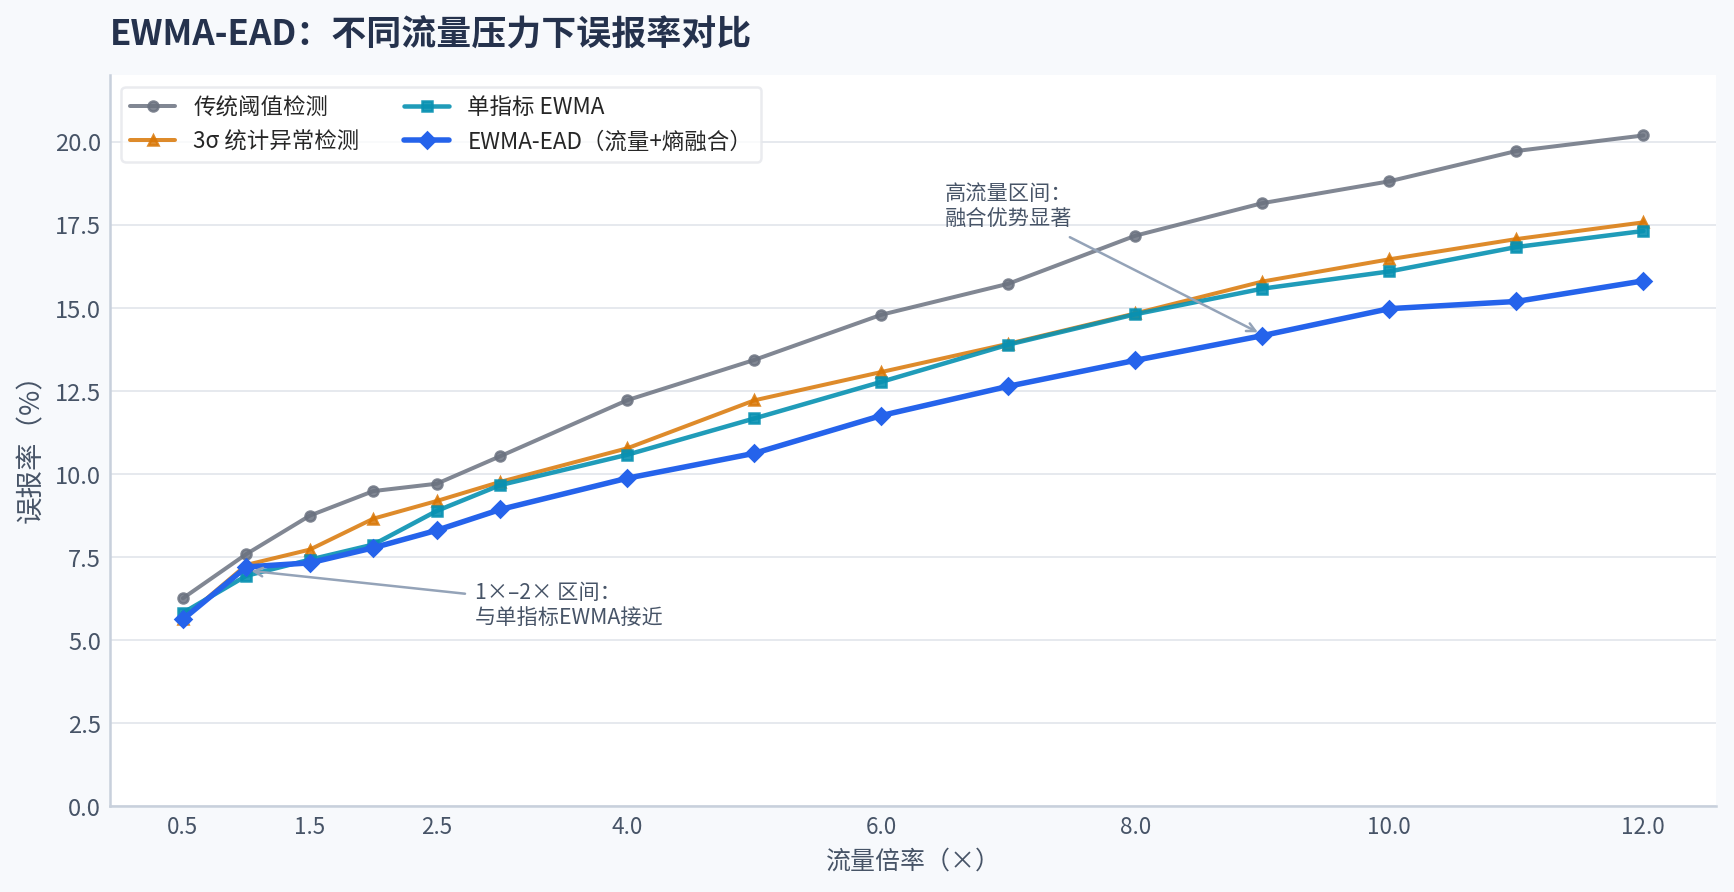 EWMA-EAD：不同流量压力下误报率对比
传统阈值检测
3σ 统计异常检测
单指标 EWMA
EWMA-EAD（流量+熵融合）
高流量区间：
融合优势显著
1×–2× 区间：
与单指标EWMA接近
误报率（%）
20.0
17.5
15.0
12.5
10.0
7.5
5.0
2.5
0.0
0.5
1.5
2.5
4.0
6.0
8.0
10.0
12.0
流量倍率（×）